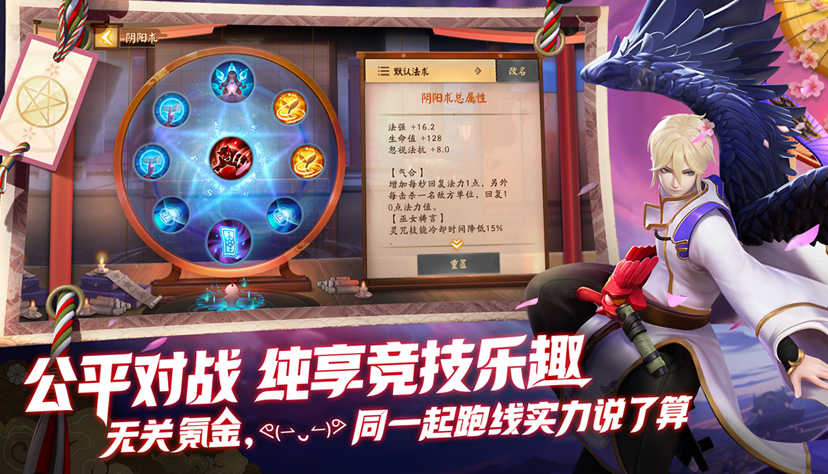 阴阳术
默认法术
改名
阴阳术总属性
法强 +16.2
生命值 +128
忽视法抗 +8.0
【气合】
增加每秒回复法力1点，另外
每击杀一名敌方单位，回复10
0点法力值。
【巫女祷言】
灵咒技能冷却时间降低15%
重置
公平对战 纯享竞技乐趣
无关氪金, 同一起跑线实力说了算